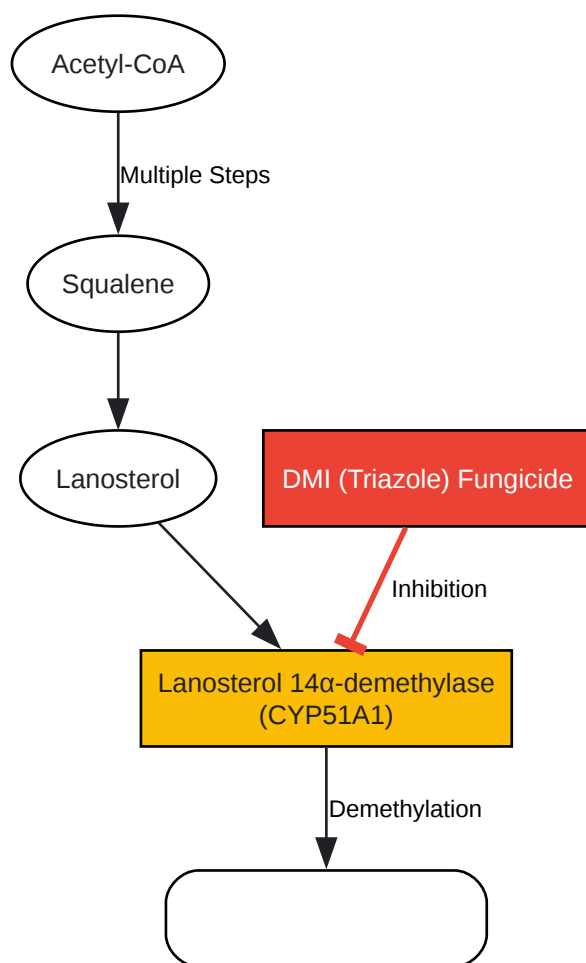 Acetyl-CoA
Multiple Steps
Squalene
Lanosterol
DMI (Triazole) Fungicide
Inhibition
Lanosterol 14α-demethylase
(CYP51A1)
Demethylation